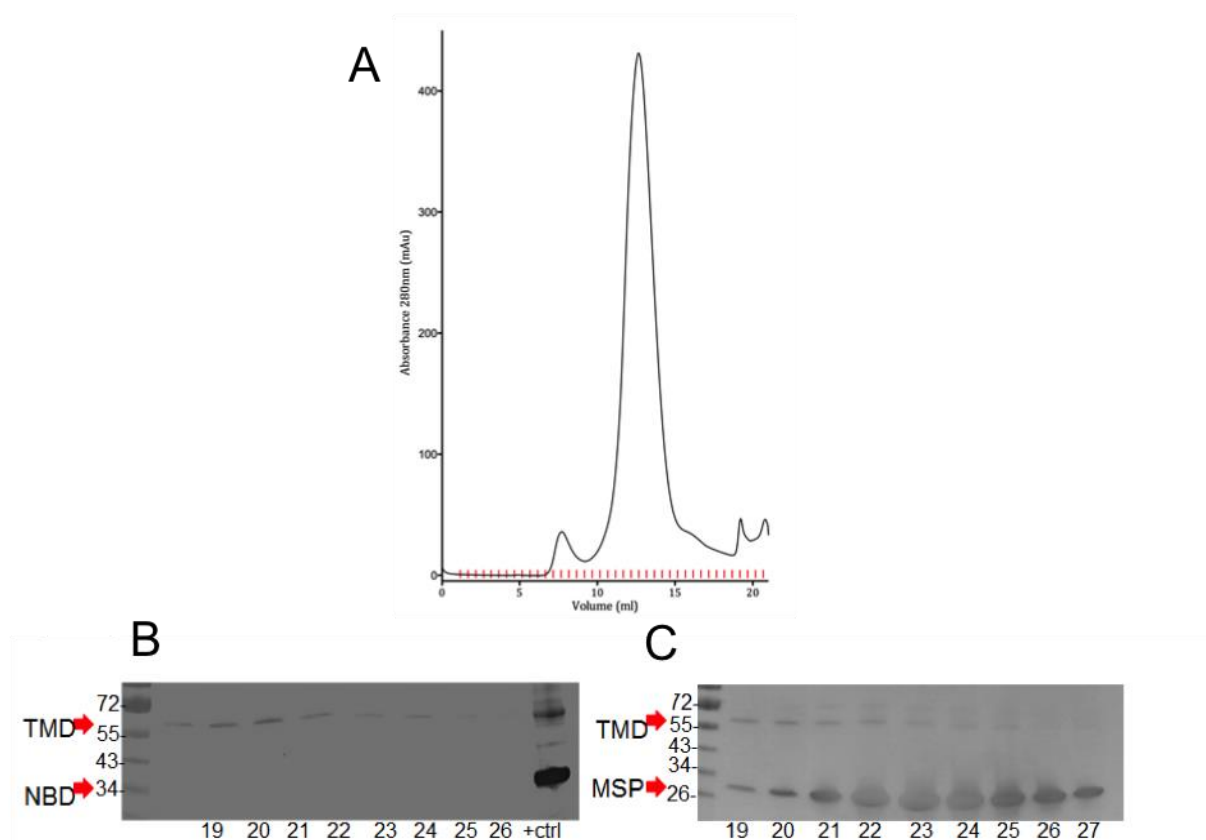 A
400
300
200
100
0
Absorbance 280nm (mAu)
0 5 10 15 20
Volume (ml)
B
72
TMD
55
43
NBD
34
19 20 21 22 23 24 25 26 +ctrl
C
72
TMD
55
43
34
MSP
26
19 20 21 22 23 24 25 26 27